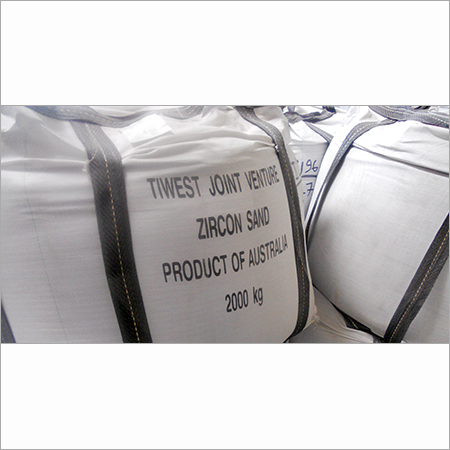 TIWEST JOINT VENTURE
ZIRCON SAND
PRODUCT OF AUSTRALIA
2000 kg